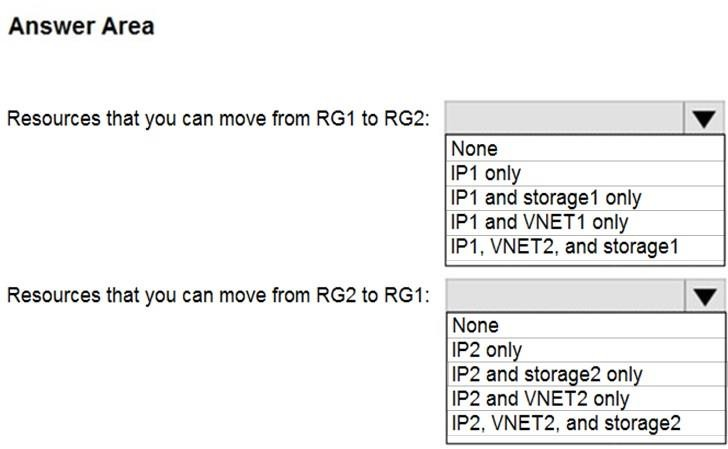 Answer Area
Resources that you can move from RG1 to RG2:
None
IP1 only
IP1 and storage1 only
IP1 and VNET1 only
IP1, VNET2, and storage1
Resources that you can move from RG2 to RG1:
None
IP2 only
IP2 and storage2 only
IP2 and VNET2 only
IP2, VNET2, and storage2